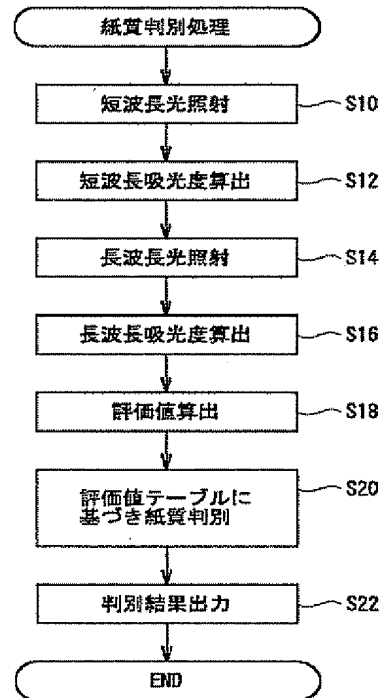 紙質判別処理
短波長光照射
S10
短波長吸光度算出
S12
長波長光照射
S14
長波長吸光度算出
S16
評価値算出
S18
評価値テーブルに
基づき紙質判別
S20
判別結果出力
S22
END